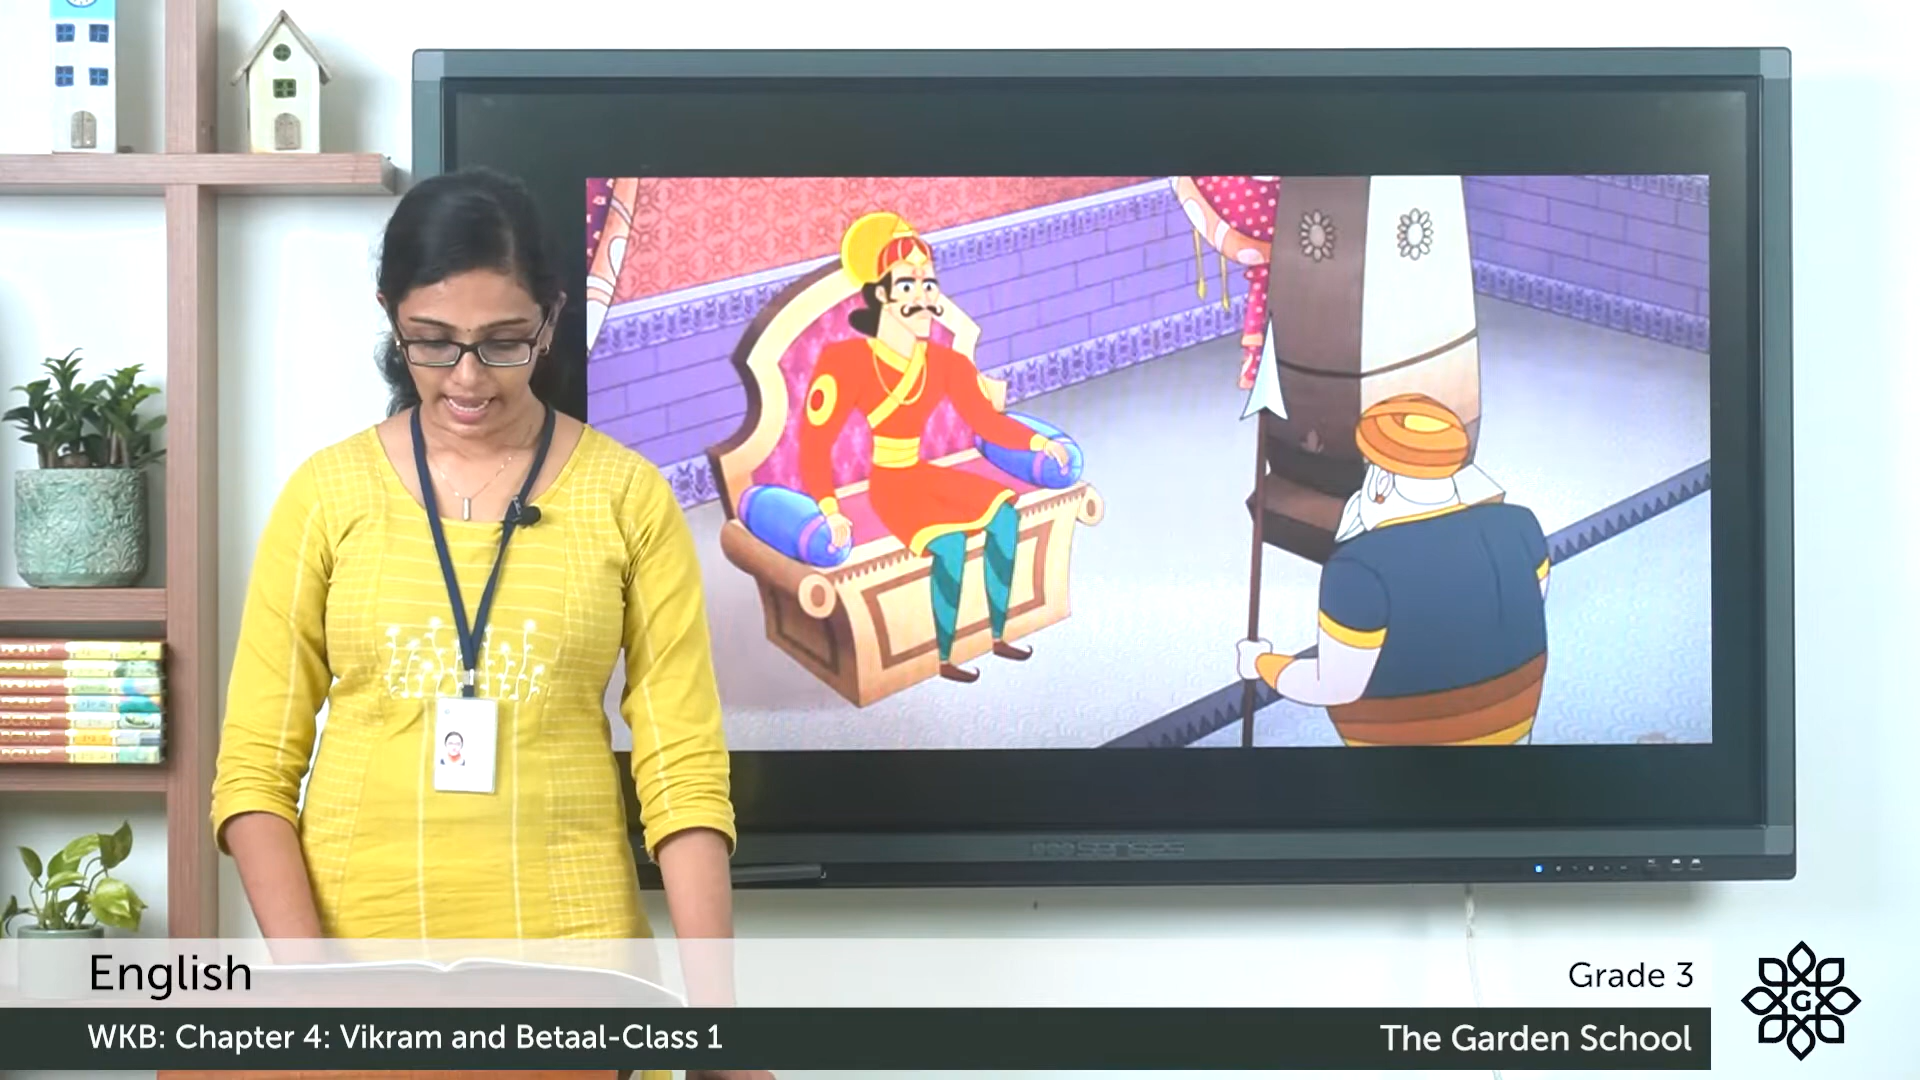 English
Grade 3
WKB: Chapter 4: Vikram and Betaal-Class 1
The Garden School
G